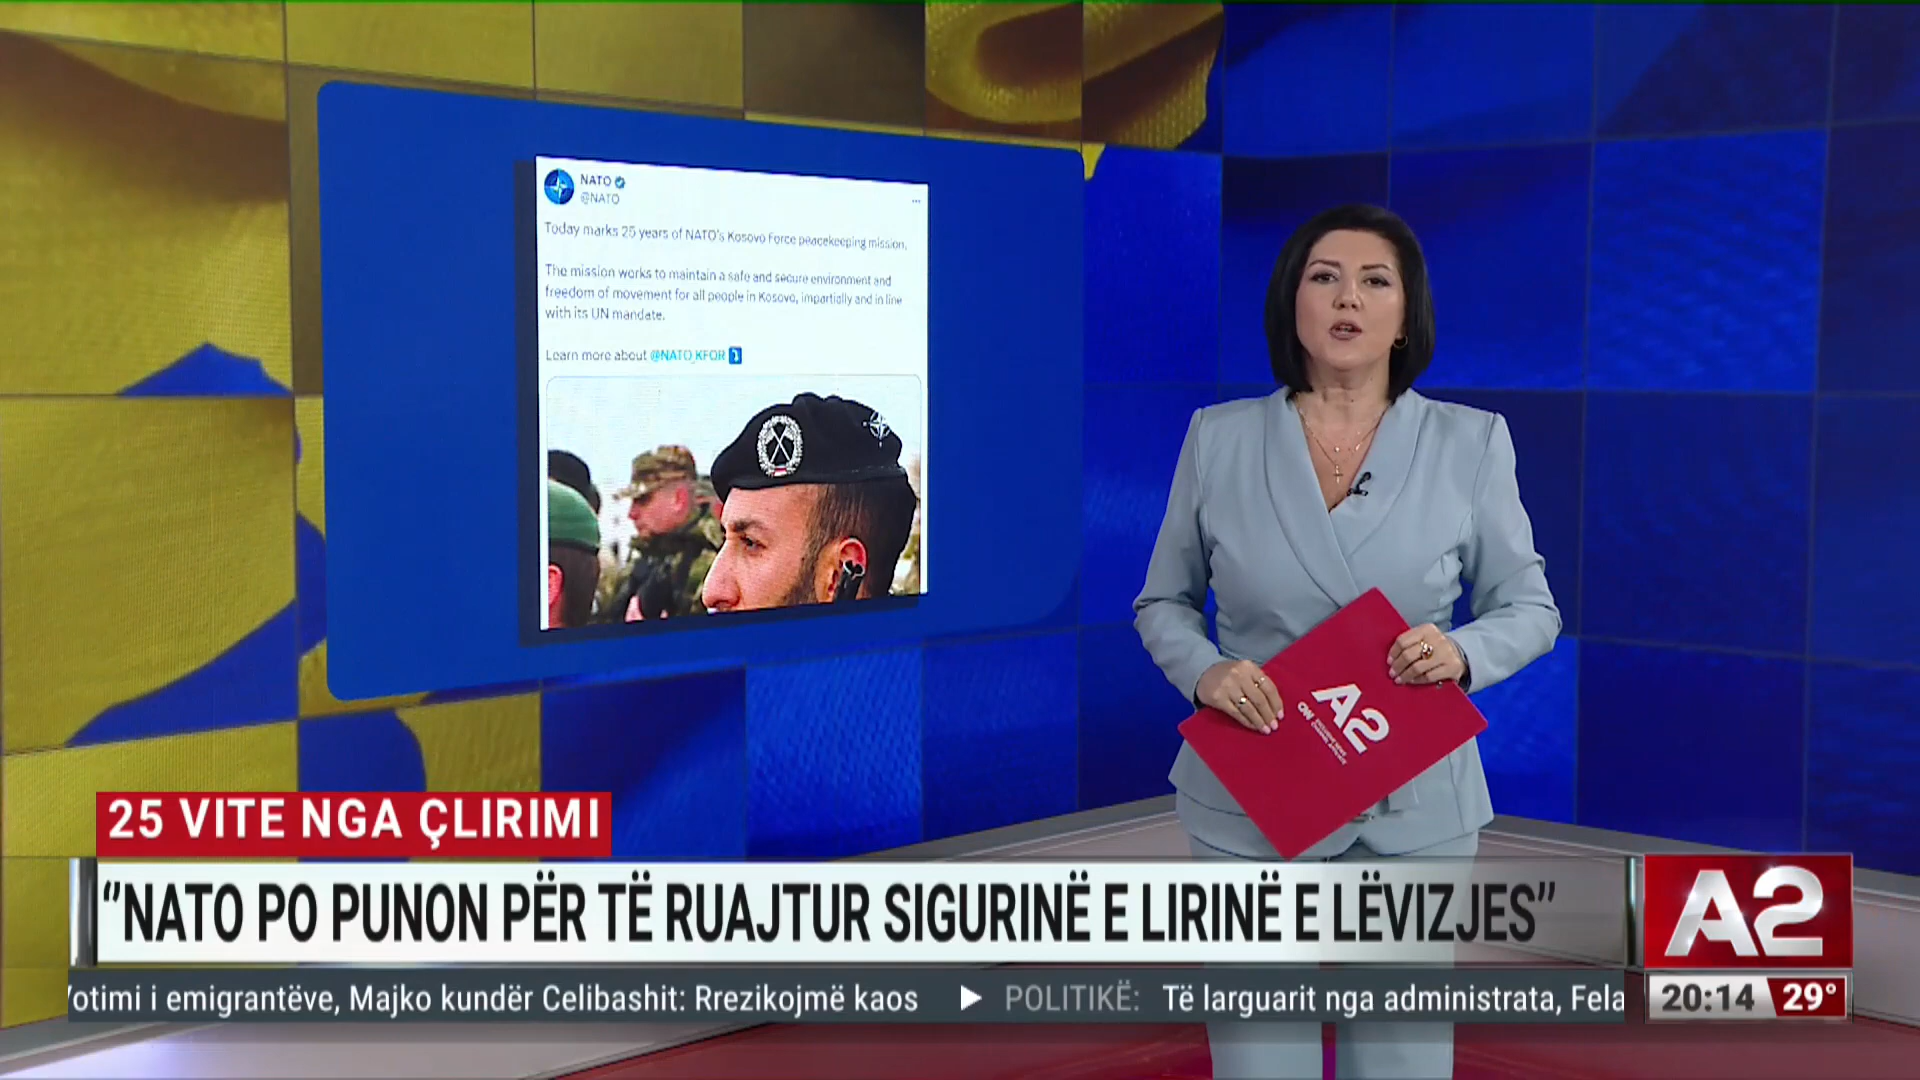 NATO
@NATO
Today marks 25 years of NATO's Kosovo Force peacekeeping mission.
The mission works to maintain a safe and secure environment and
freedom of movement for all people in Kosovo, impartially and in line
with its UN mandate.
Learn more about @NATO_KFOR
A2
CNN
25 VITE NGA ÇLIRIMI
“NATO PO PUNON PËR TË RUAJTUR SIGURINË E LIRINË E LËVIZJES”
A2
Votimi i emigrantëve, Majko kundër Celibashit: Rrezikojmë kaos ▶ POLITIKË: Të larguarit nga administrata, Fela
20:14 29°